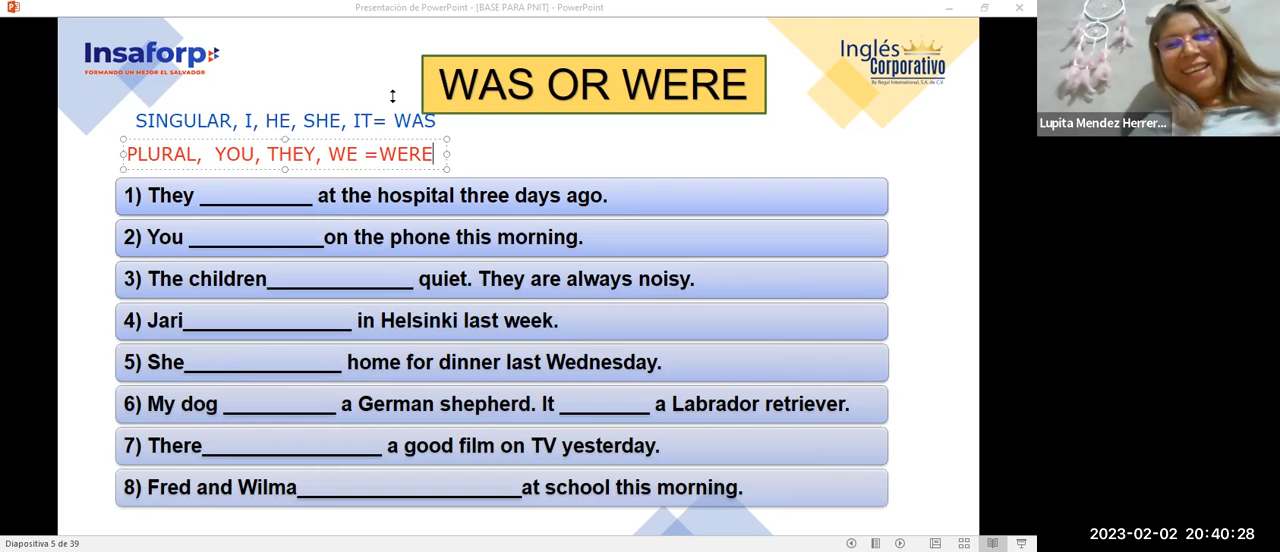 Presentación de PowerPoint - [BASE PARA PNIT] - PowerPoint
Insaforp
FORMANDO UN MEJOR EL SALVADOR
WAS OR WERE
Inglés
Corporativo
By Regal International, S.A. de C.V.
SINGULAR, I, HE, SHE, IT= WAS
PLURAL, YOU, THEY, WE =WERE
Lupita Mendez Herrer...
1) They __________ at the hospital three days ago.
2) You ____________on the phone this morning.
3) The children_____________ quiet. They are always noisy.
4) Jari_______________ in Helsinki last week.
5) She______________ home for dinner last Wednesday.
6) My dog __________ a German shepherd. It ________ a Labrador retriever.
7) There________________ a good film on TV yesterday.
8) Fred and Wilma____________________at school this morning.
2023-02-02 20:40:28
Diapositiva 5 de 39